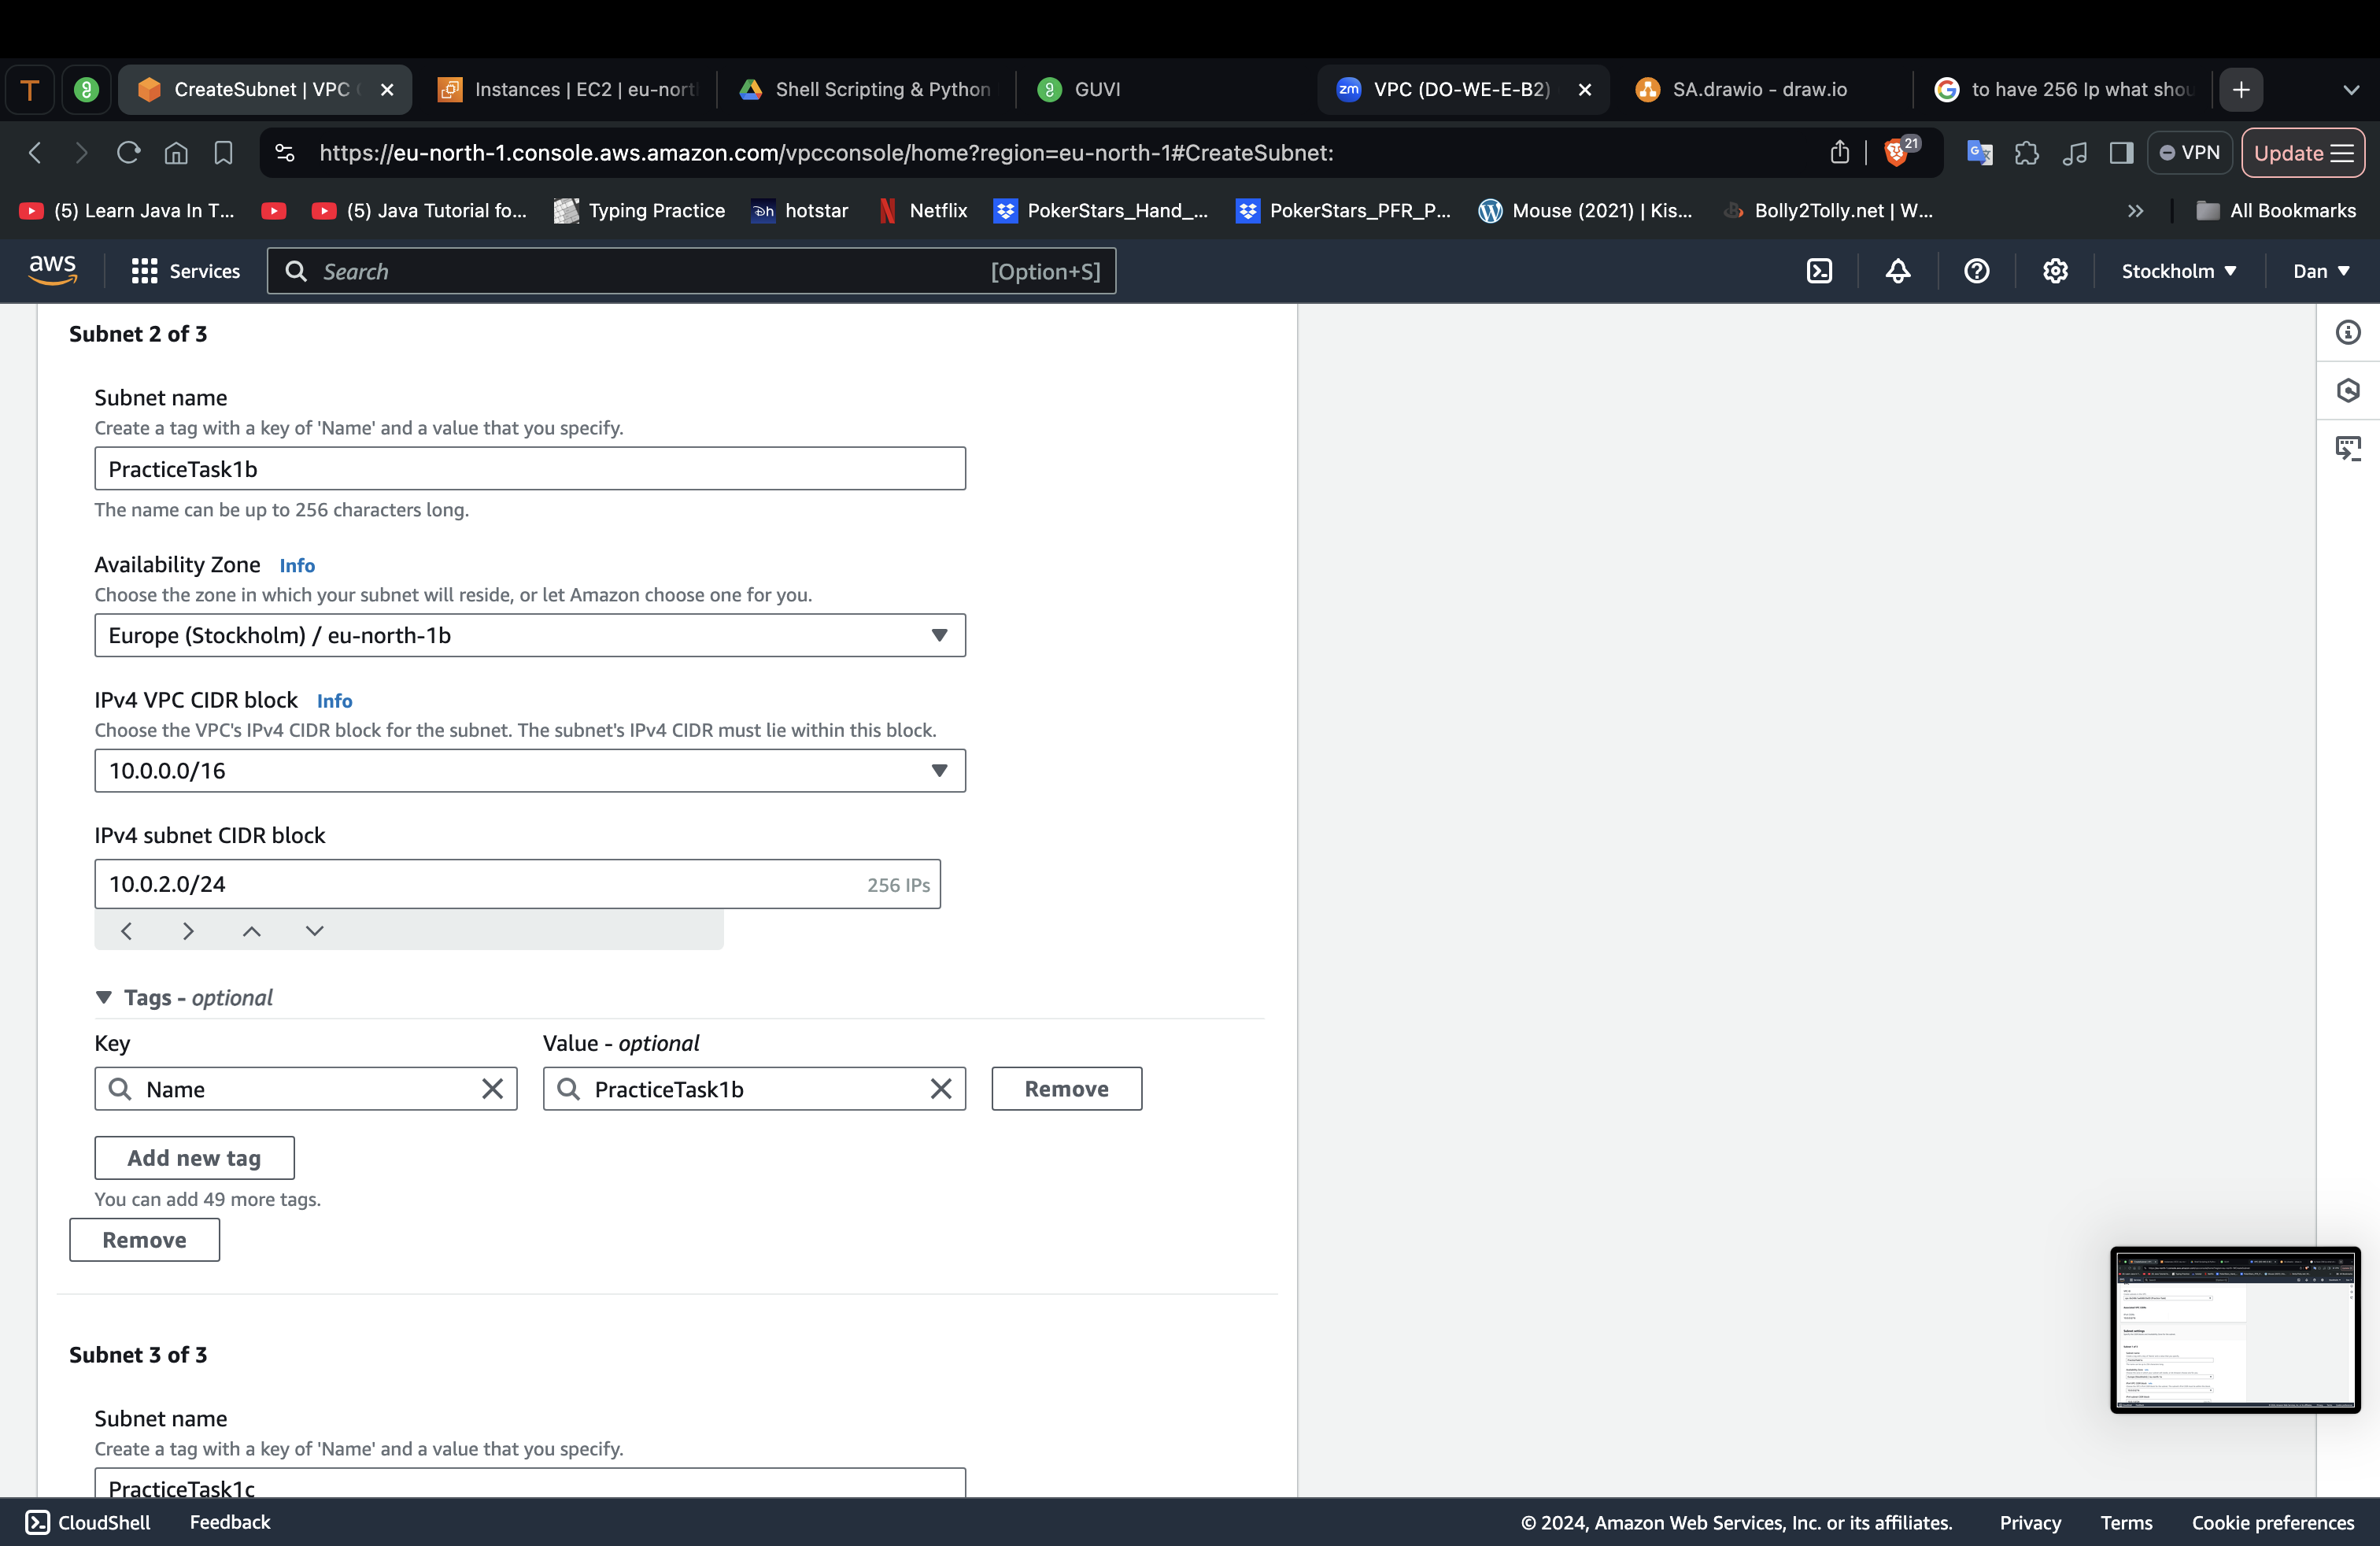 T
CreateSubnet | VPC
Instances | EC2 | eu-nort
Shell Scripting & Python
GUVI
zm VPC (DO-WE-E-B2)
SA.drawio - draw.io
to have 256 Ip what shou
https://eu-north-1.console.aws.amazon.com/vpcconsole/home?region=eu-north-1#CreateSubnet:
21
VPN
Update
(5) Learn Java In T...
(5) Java Tutorial fo...
Typing Practice
hotstar
Netflix
PokerStars_Hand_...
PokerStars_PFR_P...
Mouse (2021) | Kis...
Bolly2Tolly.net | W...
All Bookmarks
aws
Services
Search
[Option+S]
Stockholm
Dan
Subnet 2 of 3
Subnet name
Create a tag with a key of 'Name' and a value that you specify.
PracticeTask1b
The name can be up to 256 characters long.
Availability Zone Info
Choose the zone in which your subnet will reside, or let Amazon choose one for you.
Europe (Stockholm) / eu-north-1b
IPv4 VPC CIDR block Info
Choose the VPC's IPv4 CIDR block for the subnet. The subnet's IPv4 CIDR must lie within this block.
10.0.0.0/16
IPv4 subnet CIDR block
10.0.2.0/24 256 IPs
Tags - optional
Key Value - optional
Name PracticeTask1b Remove
Add new tag
You can add 49 more tags.
Remove
Subnet 3 of 3
Subnet name
Create a tag with a key of 'Name' and a value that you specify.
PracticeTask1c
CloudShell Feedback © 2024, Amazon Web Services, Inc. or its affiliates. Privacy Terms Cookie preferences